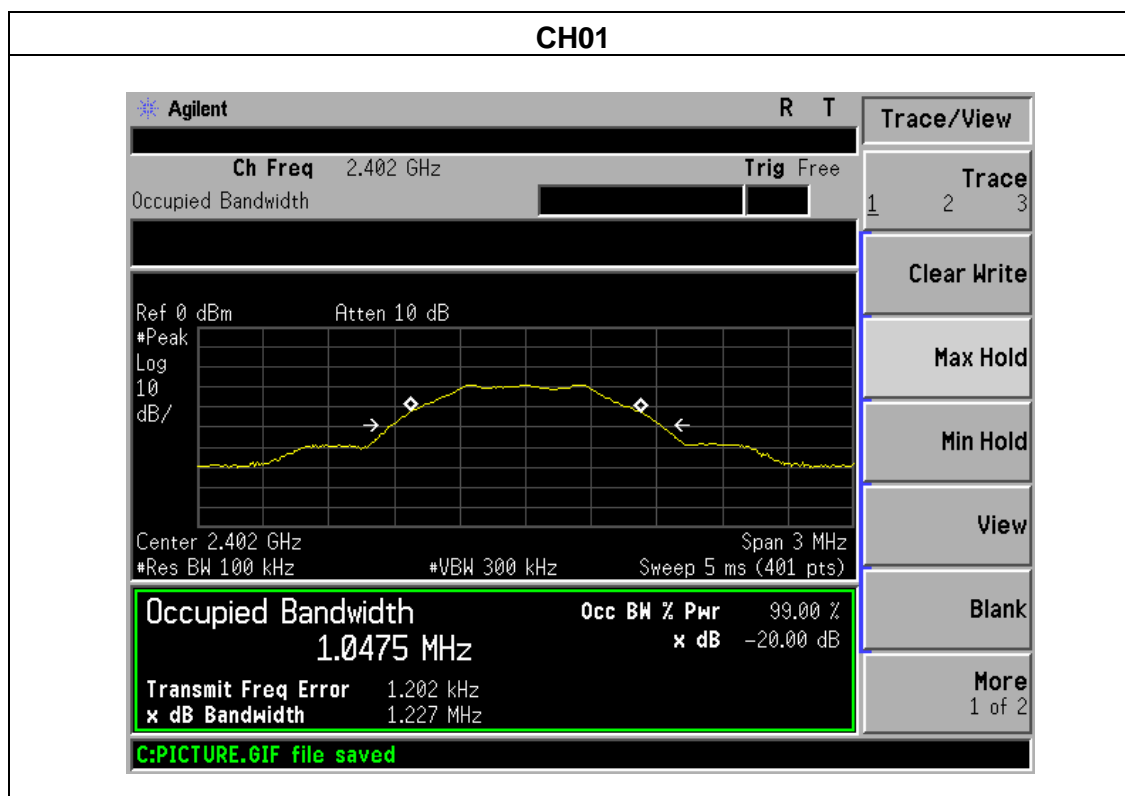 CH01
Agilent R T
Ch Freq 2.402 GHz Trig Free
Occupied Bandwidth
Ref 0 dBm Atten 10 dB
#Peak
Log
10
dB/
Center 2.402 GHz Span 3 MHz
#Res BW 100 kHz #VBW 300 kHz Sweep 5 ms (401 pts)
Occupied Bandwidth Occ BW % Pwr 99.00 %
1.0475 MHz x dB -20.00 dB
Transmit Freq Error 1.202 kHz
x dB Bandwidth 1.227 MHz
C:PICTURE.GIF file saved
Trace/View
Trace
1 2 3
Clear Write
Max Hold
Min Hold
View
Blank
More
1 of 2